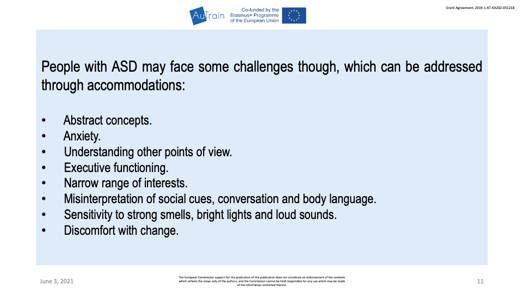 AuTrain
Co-funded by the
Erasmus+ Programme
of the European Union
Grant Agreement: 2019-1-AT-KA202-051218
People with ASD may face some challenges though, which can be addressed
through accommodations:
• Abstract concepts.
• Anxiety.
• Understanding other points of view.
• Executive functioning.
• Narrow range of interests.
• Misinterpretation of social cues, conversation and body language.
• Sensitivity to strong smells, bright lights and loud sounds.
• Discomfort with change.
June 3, 2021
The European Commission support for the production of this publication does not constitute an endorsement of the contents
which reflects the views only of the authors, and the Commission cannot be held responsible for any use which may be made
of the information contained therein.
11